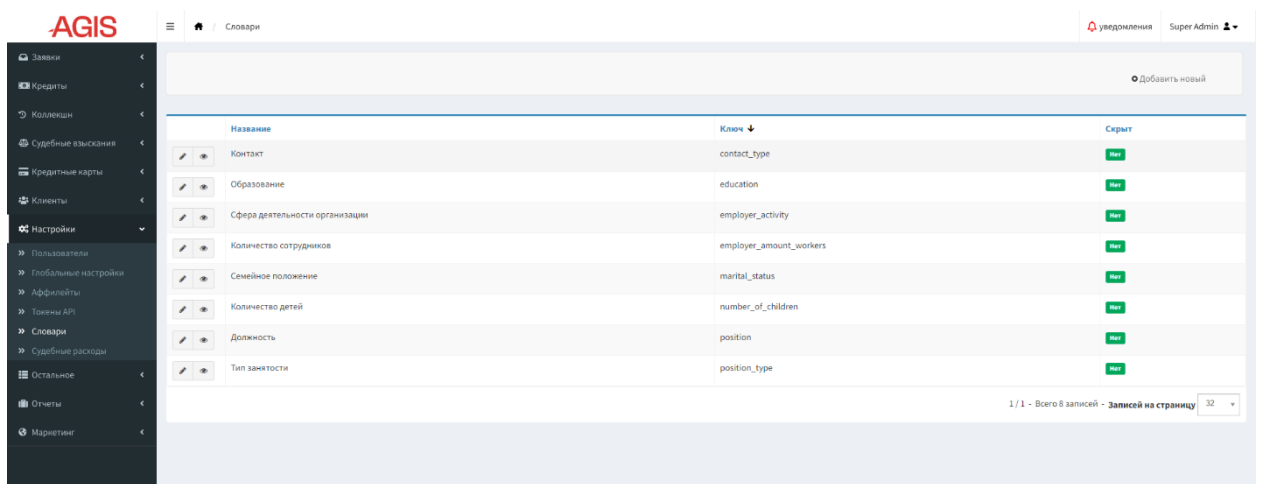 AGIS
/ Словари
уведомления
Super Admin
Заявки
Кредиты
Коллекшн
Судебные взыскания
Кредитные карты
Клиенты
Настройки
Пользователи
Глобальные настройки
Аффилейты
Токены API
Словари
Судебные расходы
Остальное
Отчеты
Маркетинг
Добавить новый
Название Ключ Скрыт
Контакт contact_type Нет
Образование education Нет
Сфера деятельности организации employer_activity Нет
Количество сотрудников employer_amount_workers Нет
Семейное положение marital_status Нет
Количество детей number_of_children Нет
Должность position Нет
Тип занятости position_type Нет
1 / 1 - Всего 8 записей - Записей на страницу 32